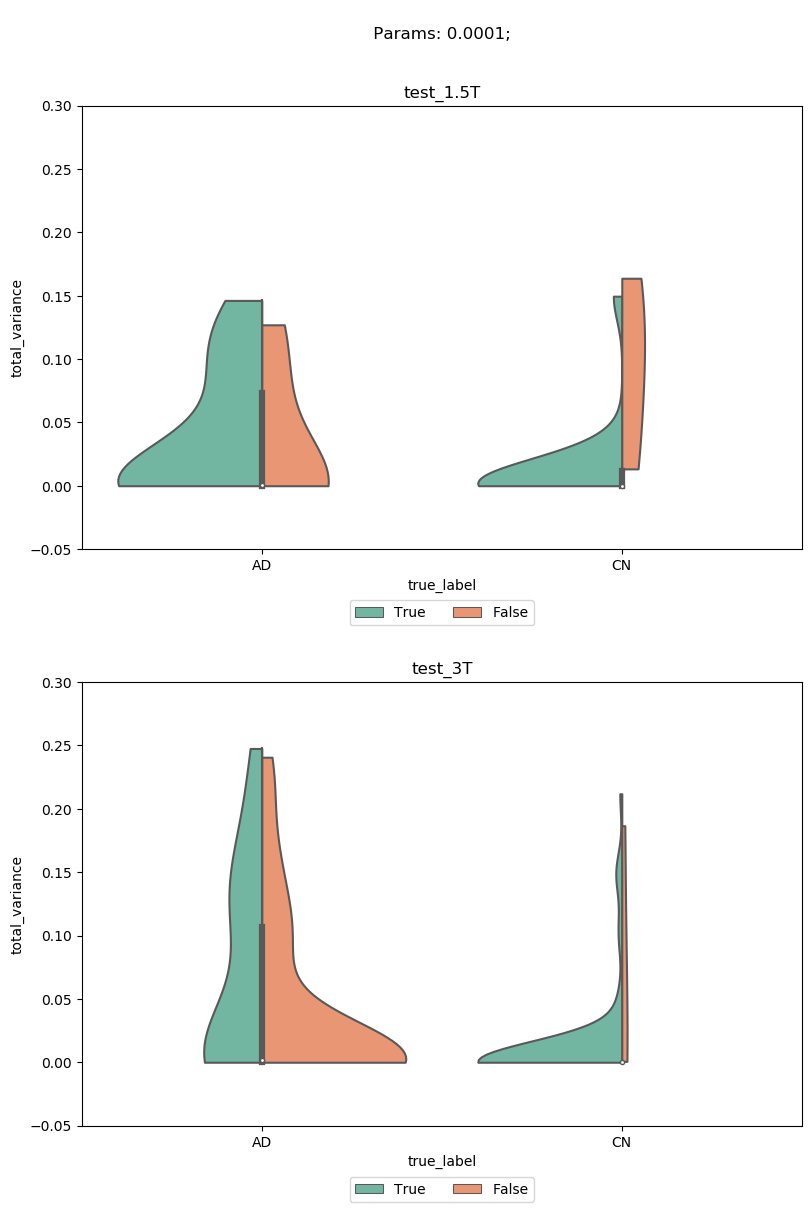 Params: 0.0001;
test_1.5T
0.30
0.25
0.20
0.15
0.10
0.05
0.00
−0.05
total_variance
AD CN
true_label
True False
test_3T
0.30
0.25
0.20
0.15
0.10
0.05
0.00
−0.05
total_variance
AD CN
true_label
True False